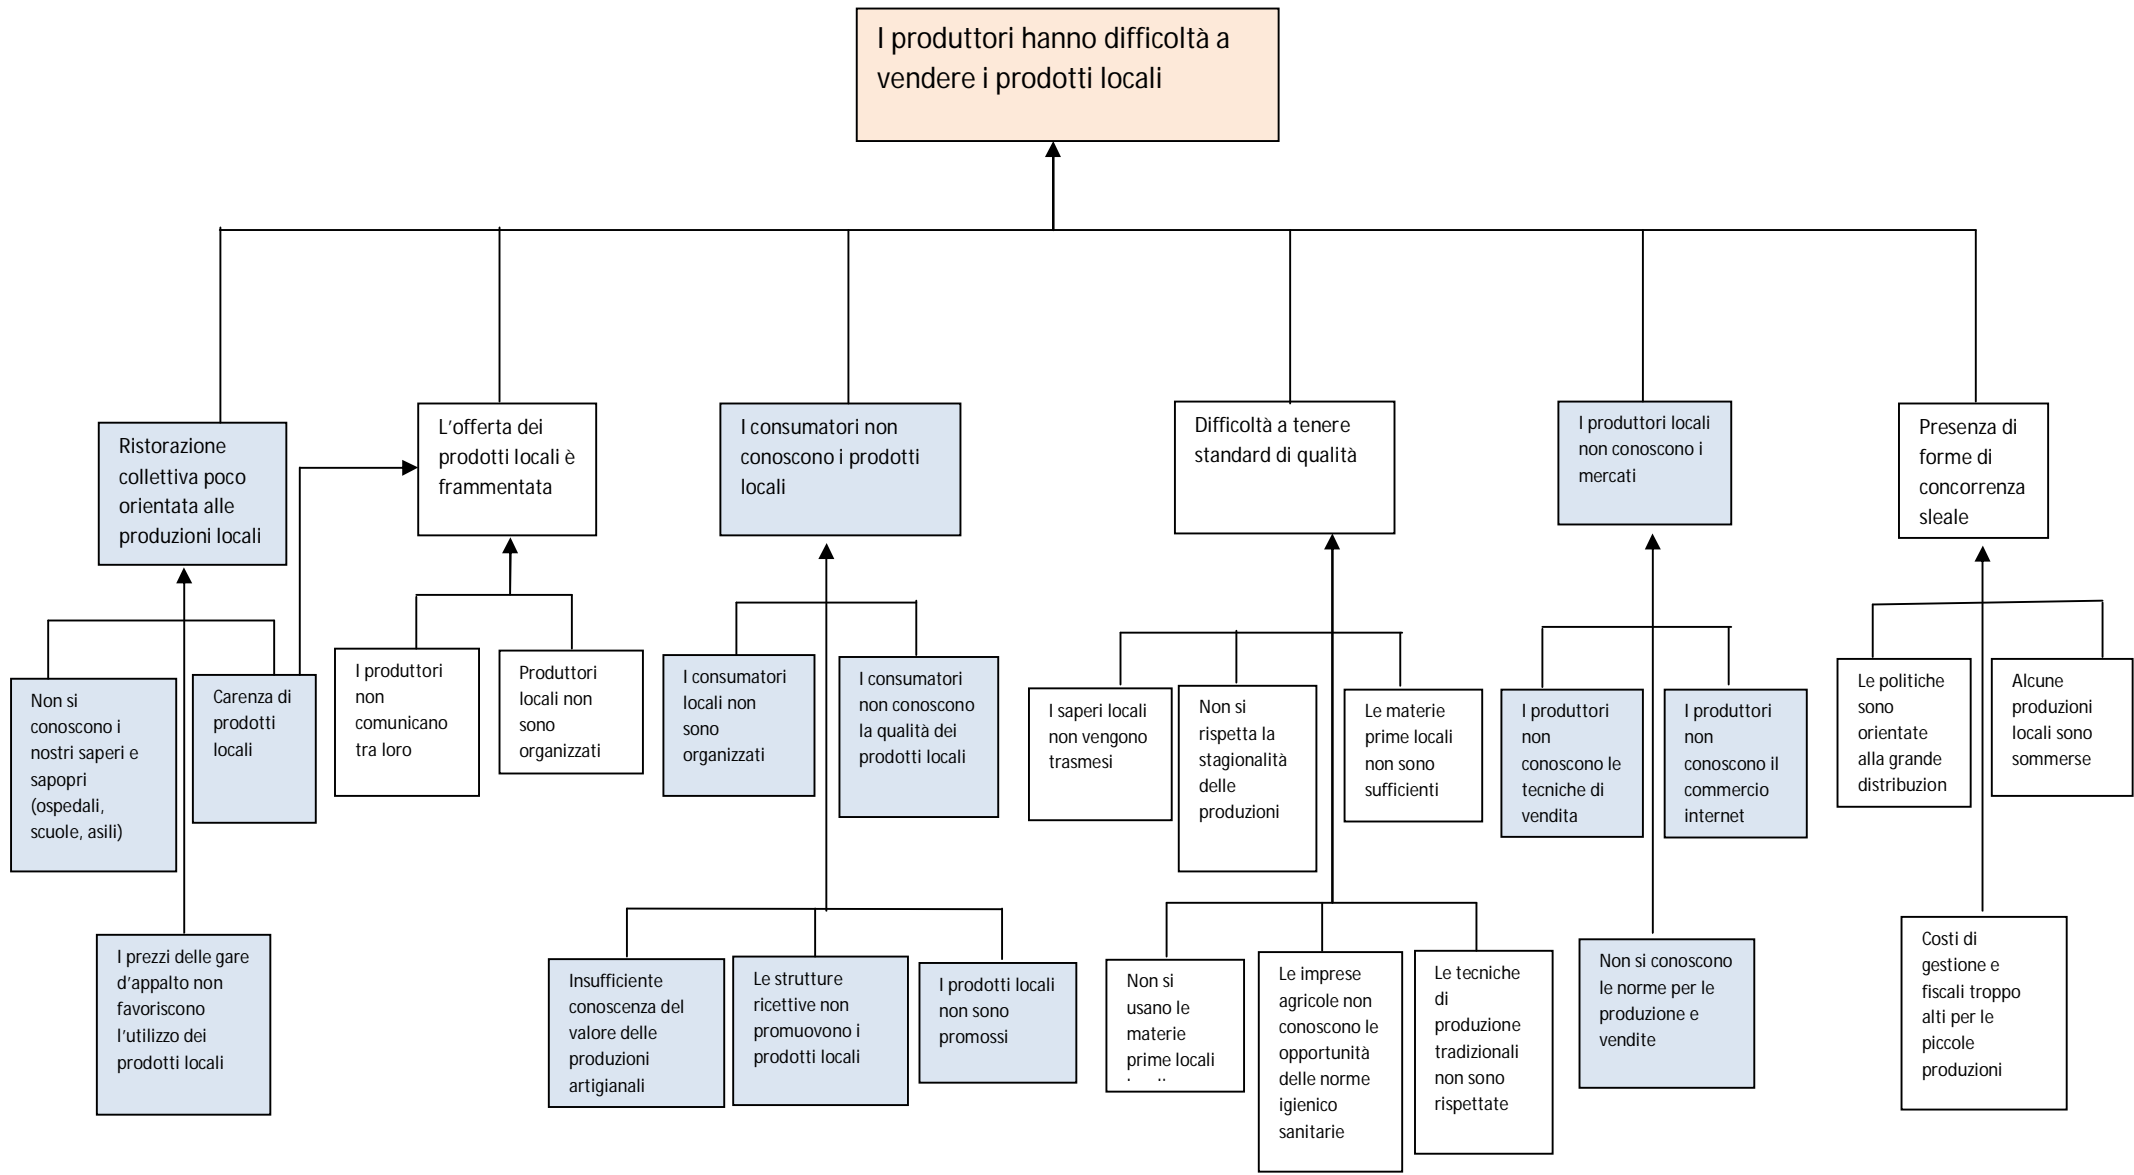 I produttori hanno difficoltà a
vendere i prodotti locali
Ristorazione
collettiva poco
orientata alle
produzioni locali
L'offerta dei
prodotti locali è
frammentata
I consumatori non
conoscono i prodotti
locali
Difficoltà a tenere
standard di qualità
I produttori locali
non conoscono i
mercati
Presenza di
forme di
concorrenza
sleale
Non si
conoscono i
nostri saperi e
sapopri
(ospedali,
scuole, asili)
Carenza di
prodotti
locali
I produttori
non
comunicano
tra loro
Produttori
locali non
sono
organizzati
I consumatori
locali non
sono
organizzati
I consumatori
non conoscono
la qualità dei
prodotti locali
I saperi locali
non vengono
trasmesi
Non si
rispetta la
stagionalità
delle
produzioni
Le materie
prime locali
non sono
sufficienti
I produttori
non
conoscono le
tecniche di
vendita
I produttori
non
conoscono il
commercio
internet
Le politiche
sono
orientate
alla grande
distribuzion
Alcune
produzioni
locali sono
sommerse
I prezzi delle gare
d'appalto non
favoriscono
l'utilizzo dei
prodotti locali
Insufficiente
conoscenza del
valore delle
produzioni
artigianali
Le strutture
ricettive non
promuovono i
prodotti locali
I prodotti locali
non sono
promossi
Non si
usano le
materie
prime locali
Le imprese
agricole non
conoscono le
opportunità
delle norme
igienico
sanitarie
Le tecniche
di
produzione
tradizionali
non sono
rispettate
Non si conoscono
le norme per le
produzione e
vendite
Costi di
gestione e
fiscali troppo
alti per le
piccole
produzioni